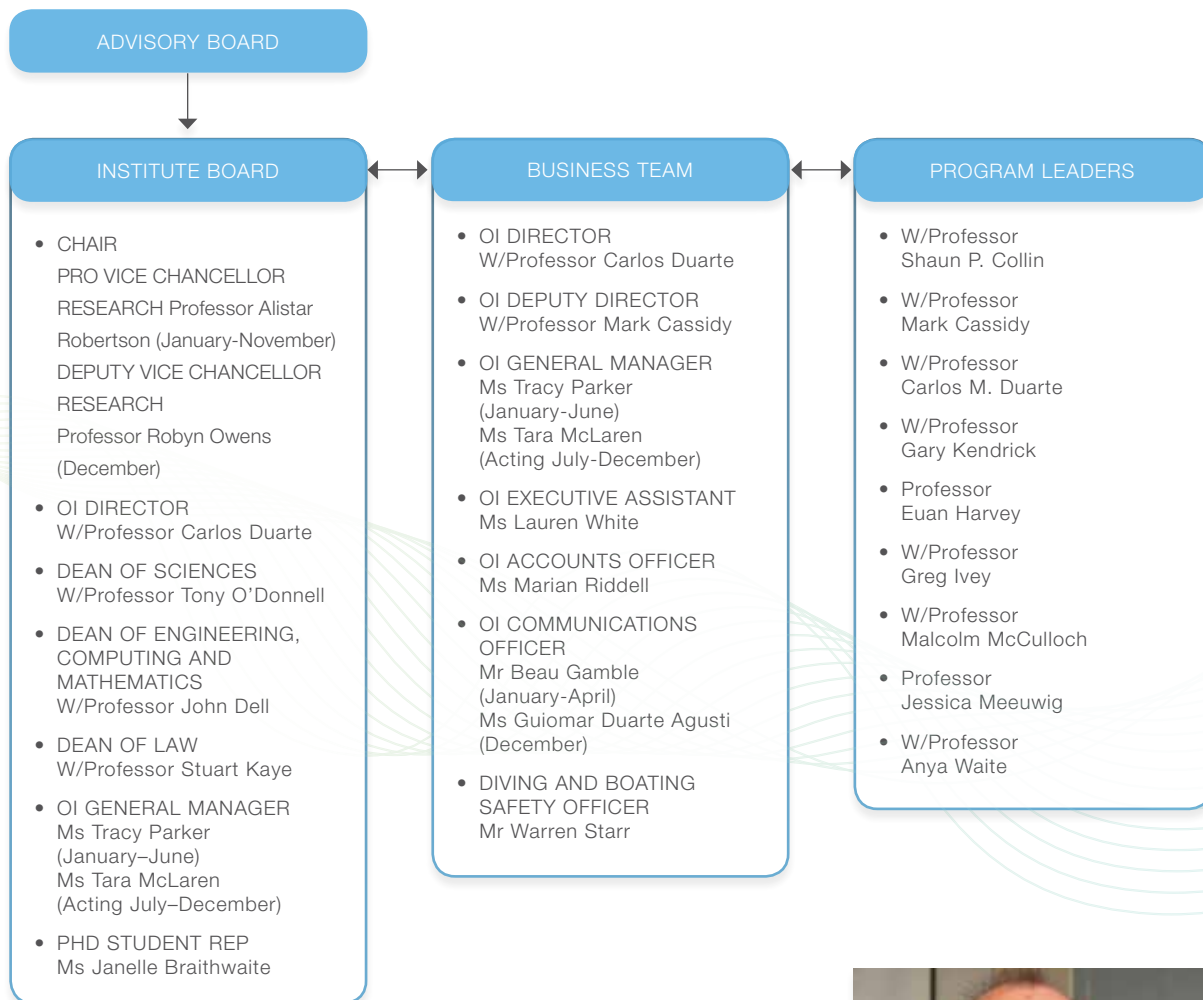 ADVISORY BOARD
INSTITUTE BOARD
• CHAIR
PRO VICE CHANCELLOR
RESEARCH Professor Alistar
Robertson (January-November)
DEPUTY VICE CHANCELLOR
RESEARCH
Professor Robyn Owens
(December)
• OI DIRECTOR
W/Professor Carlos Duarte
• DEAN OF SCIENCES
W/Professor Tony O’Donnell
• DEAN OF ENGINEERING,
COMPUTING AND
MATHEMATICS
W/Professor John Dell
• DEAN OF LAW
W/Professor Stuart Kaye
• OI GENERAL MANAGER
Ms Tracy Parker
(January–June)
Ms Tara McLaren
(Acting July–December)
• PHD STUDENT REP
Ms Janelle Braithwaite
BUSINESS TEAM
• OI DIRECTOR
W/Professor Carlos Duarte
• OI DEPUTY DIRECTOR
W/Professor Mark Cassidy
• OI GENERAL MANAGER
Ms Tracy Parker
(January-June)
Ms Tara McLaren
(Acting July-December)
• OI EXECUTIVE ASSISTANT
Ms Lauren White
• OI ACCOUNTS OFFICER
Ms Marian Riddell
• OI COMMUNICATIONS
OFFICER
Mr Beau Gamble
(January-April)
Ms Guiomar Duarte Agusti
(December)
• DIVING AND BOATING
SAFETY OFFICER
Mr Warren Starr
PROGRAM LEADERS
• W/Professor
Shaun P. Collin
• W/Professor
Mark Cassidy
• W/Professor
Carlos M. Duarte
• W/Professor
Gary Kendrick
• Professor
Euan Harvey
• W/Professor
Greg Ivey
• W/Professor
Malcolm McCulloch
• Professor
Jessica Meeuwig
• W/Professor
Anya Waite